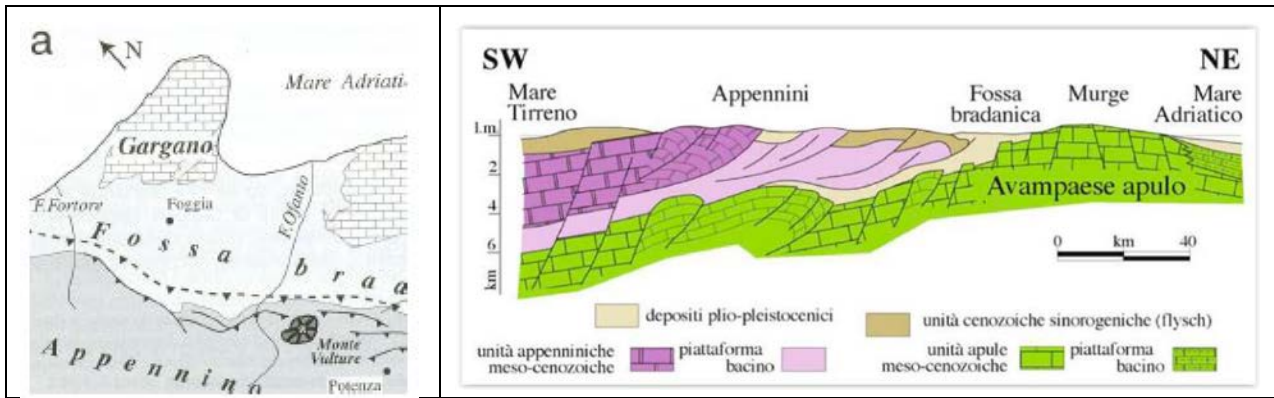 a
N
Mare Adriati-
Gargano
F.Fortore
Foggia
F.Ofanto
Fossa
braa
Appennino
Monte
Vulture
Potenza
SW
NE
Mare
Tirreno
Appennini
Fossa
bradanica
Murge
Mare
Adriatico
2
4
6
km
Avampaese apulo
0 km 40
depositi plio-pleistocenici
unità cenozoiche sinorogeniche (flysch)
unità appenniniche
meso-cenozoiche
piattaforma
bacino
unità apule
meso-cenozoiche
piattaforma
bacino